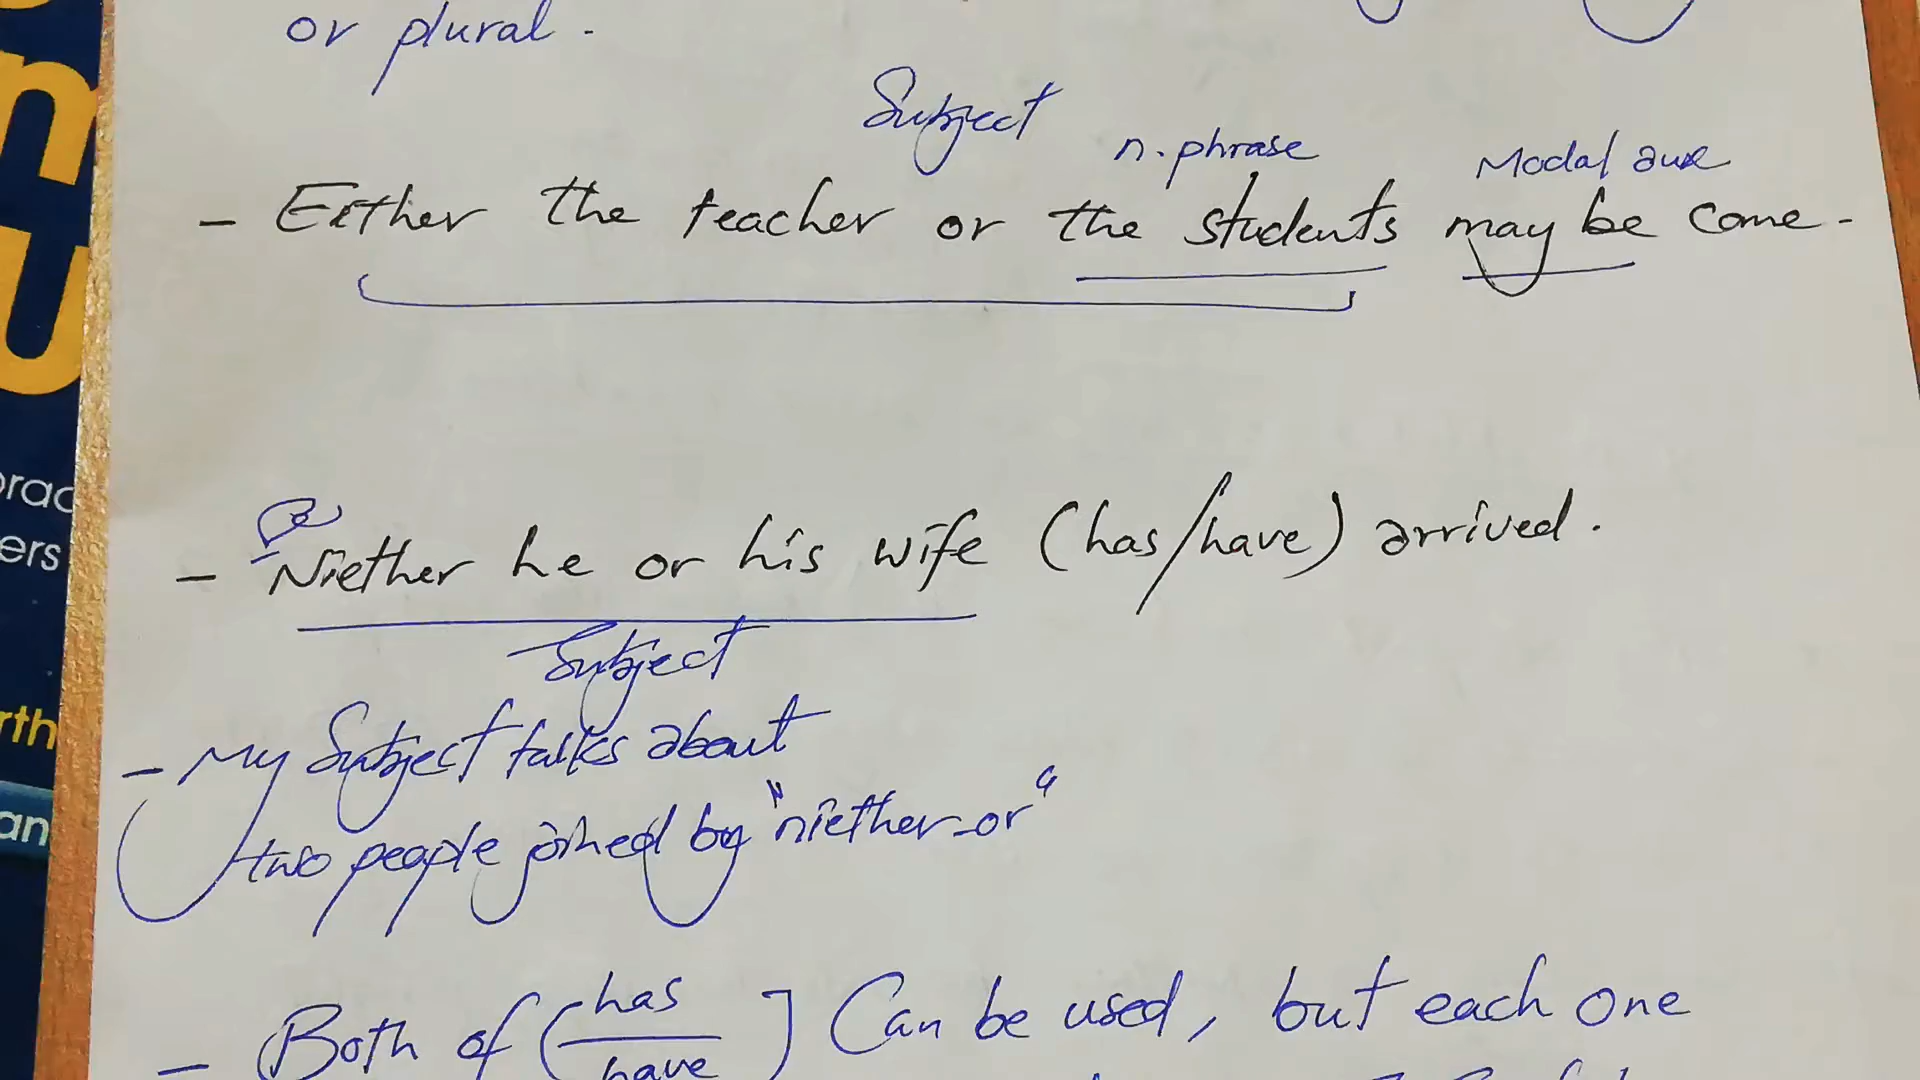 or plural.
Subject
n. phrase
Modal aux
- Either the teacher or the students may be come.
- Niether he or his wife (has/have) arrived.
Subject
- My Subject talks about
two people joined by "niether-or"
- Both of (has
have] Can be used, but each one
prac
ers
rth
an